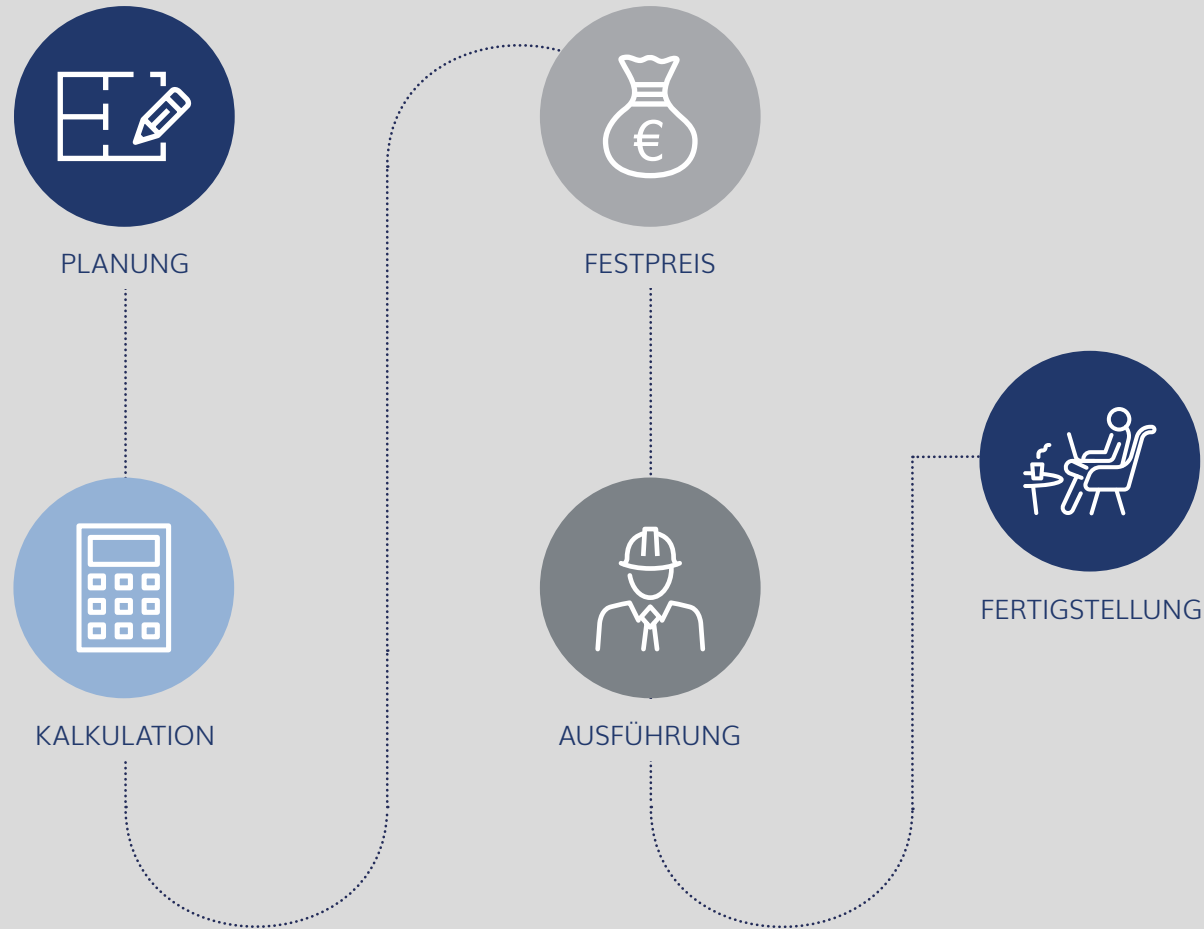 PLANUNG
KALKULATION
€
FESTPREIS
AUSFÜHRUNG
FERTIGSTELLUNG